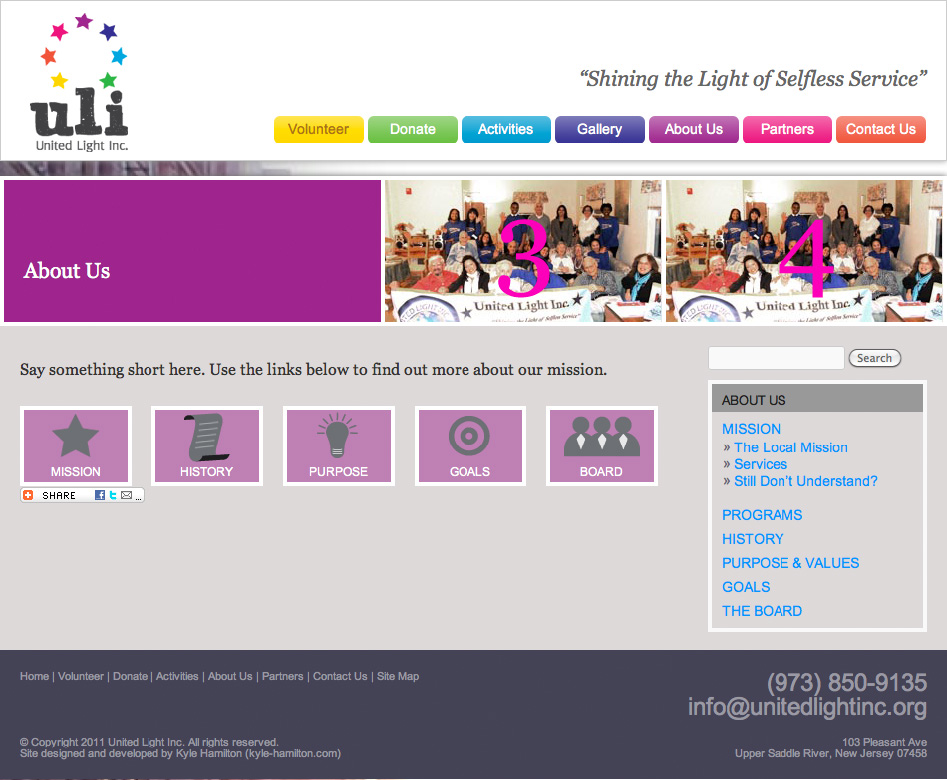 uli
United Light Inc.
“Shining the Light of Selfless Service”
Volunteer Donate Activities Gallery About Us Partners Contact Us
About Us
3
United Light Inc.
4
United Light Inc.
Say something short here. Use the links below to find out more about our mission.
MISSION HISTORY PURPOSE GOALS BOARD
SHARE ...
Search
ABOUT US
MISSION
» The Local Mission
» Services
» Still Don't Understand?
PROGRAMS
HISTORY
PURPOSE & VALUES
GOALS
THE BOARD
Home | Volunteer | Donate | Activities | About Us | Partners | Contact Us | Site Map
(973) 850-9135
info@unitedlightinc.org
© Copyright 2011 United Light Inc. All rights reserved.
Site designed and developed by Kyle Hamilton (kyle-hamilton.com)
103 Pleasant Ave
Upper Saddle River, New Jersey 07458